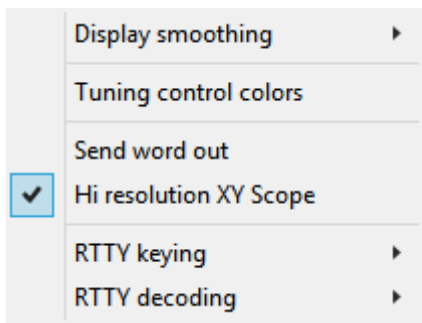 Display smoothing
Tuning control colors
Send word out
Hi resolution XY Scope
RTTY keying
RTTY decoding